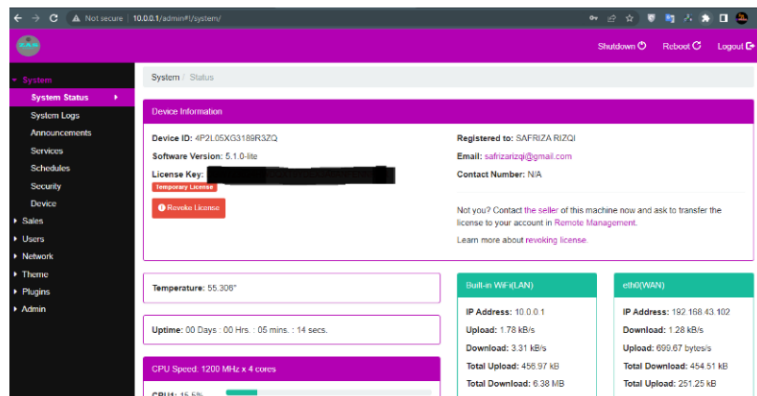 Not secure | 10.0.0.1/admin#!/system/
Shutdown Reboot Logout
System
System Status
System Logs
Announcements
Services
Schedules
Security
Device
Sales
Users
Network
Theme
Plugins
Admin
System / Status
Device Information
Device ID: 4P2L05XG3189R3ZQ
Software Version: 5.1.0-lite
License Key:
Temporary License
Revoke License
Registered to: SAFRIZA RIZQI
Email: safrizarizqi@gmail.com
Contact Number: N/A
Not you? Contact the seller of this machine now and ask to transfer the
license to your account in Remote Management.
Learn more about revoking license.
Temperature: 55.306°
Uptime: 00 Days : 00 Hrs. : 05 mins. : 14 secs.
CPU Speed: 1200 MHz x 4 cores
CPU1: 15.5%
Built-in WiFi(LAN)
IP Address: 10.0.0.1
Upload: 1.78 kB/s
Download: 3.31 kB/s
Total Upload: 456.97 kB
Total Download: 6.38 MB
eth0(WAN)
IP Address: 192.168.43.102
Download: 1.28 kB/s
Upload: 699.67 bytes/s
Total Download: 454.51 kB
Total Upload: 251.25 kB